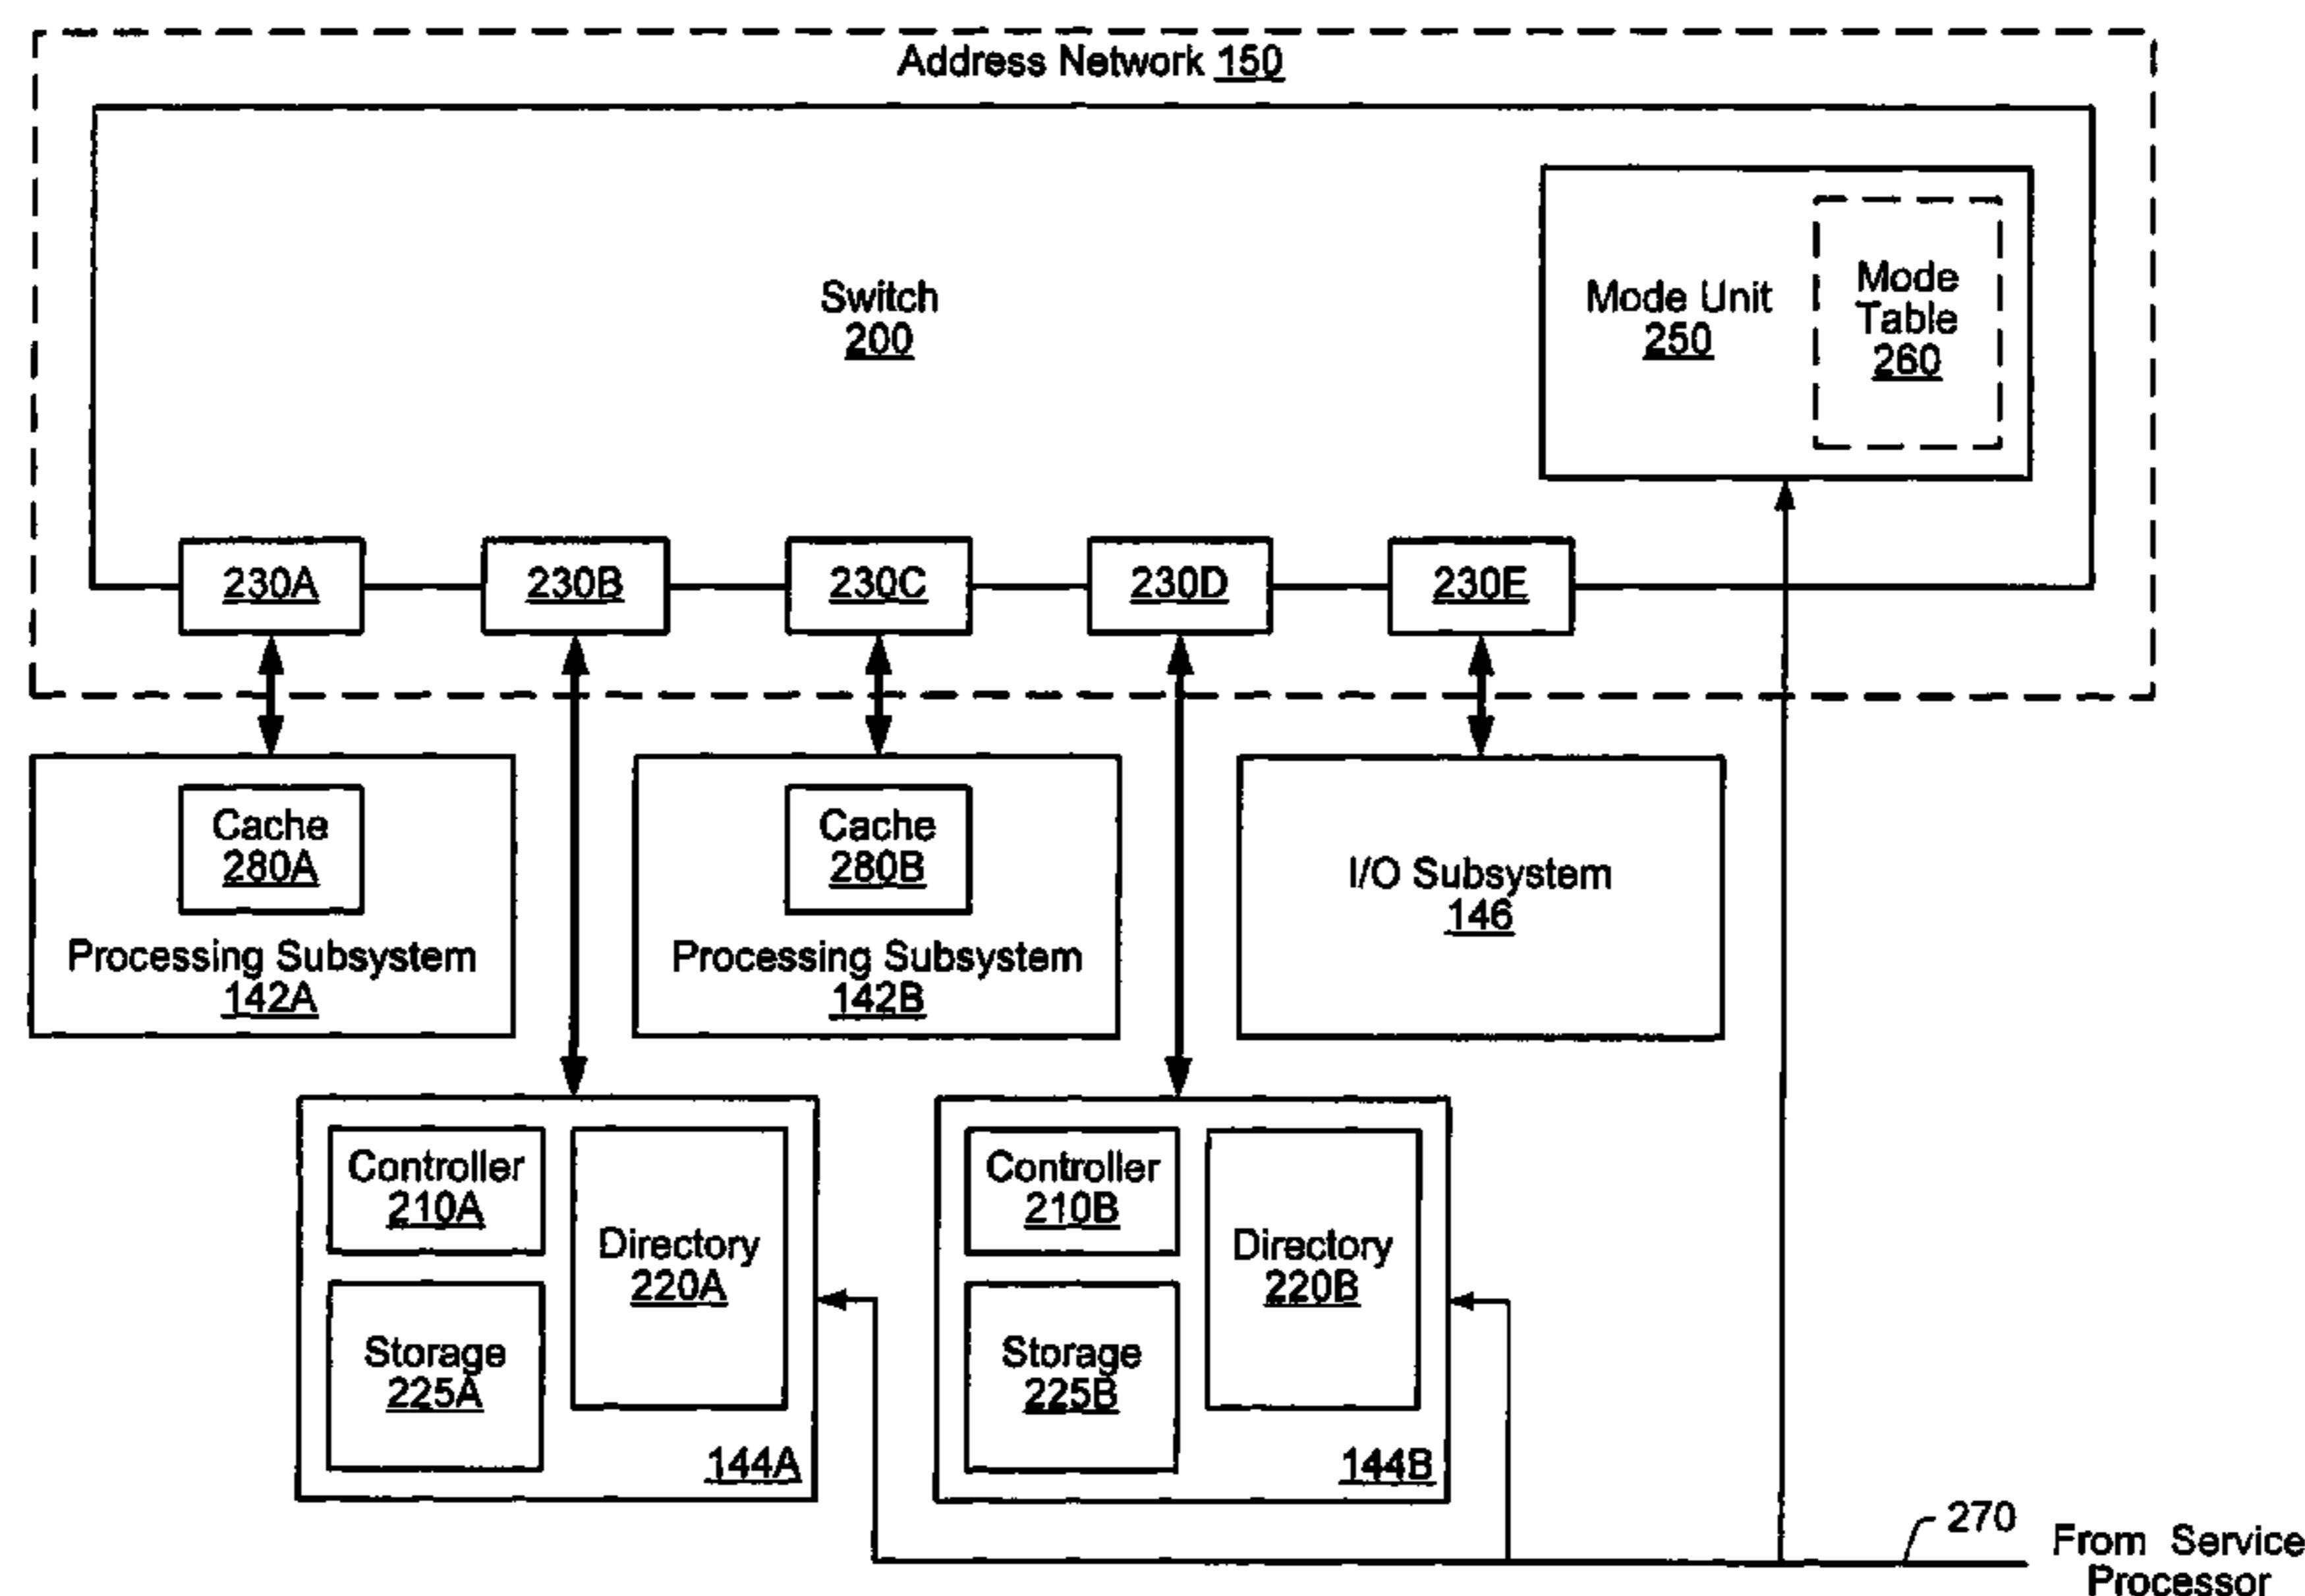 Address Network 150
Switch
200
Mode Unit
250
Mode
Table
260
230A
230B
230C
230D
230E
Cache
280A
Processing Subsystem
142A
Cache
280B
Processing Subsystem
142B
I/O Subsystem
146
Controller
210A
Storage
225A
Directory
220A
144A
Controller
210B
Storage
225B
Directory
220B
144B
270
From Service
Processor